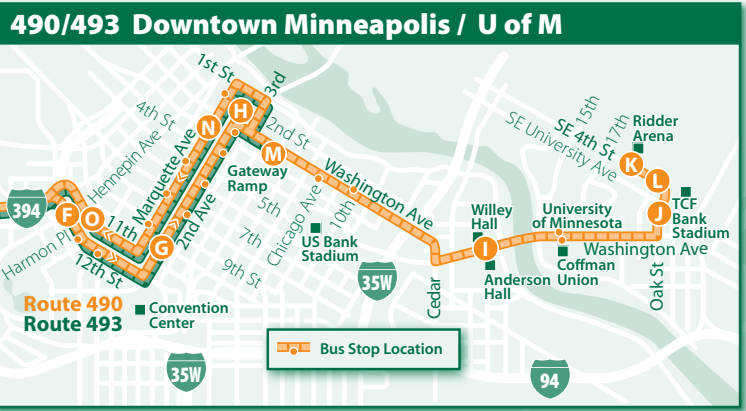 490/493 Downtown Minneapolis / U of M
1st St
3rd
4th St
Hennepin Ave
Marquette Ave
N
H
2nd St
M
Gateway
Ramp
Washington Ave
15th
17th
SE 4th St
SE University Ave
Ridder
Arena
K
L
J
TCF
Bank
Stadium
394
F
O
11th
2nd Ave
G
Harmon Pl
12th St
5th
7th
9th St
Chicago Ave
10th
US Bank
Stadium
Willey
Hall
University
of Minnesota
I
Washington Ave
Anderson
Hall
Coffman
Union
Cedar
Oak St
35W
Route 490
Route 493
Convention
Center
Bus Stop Location
35W
94